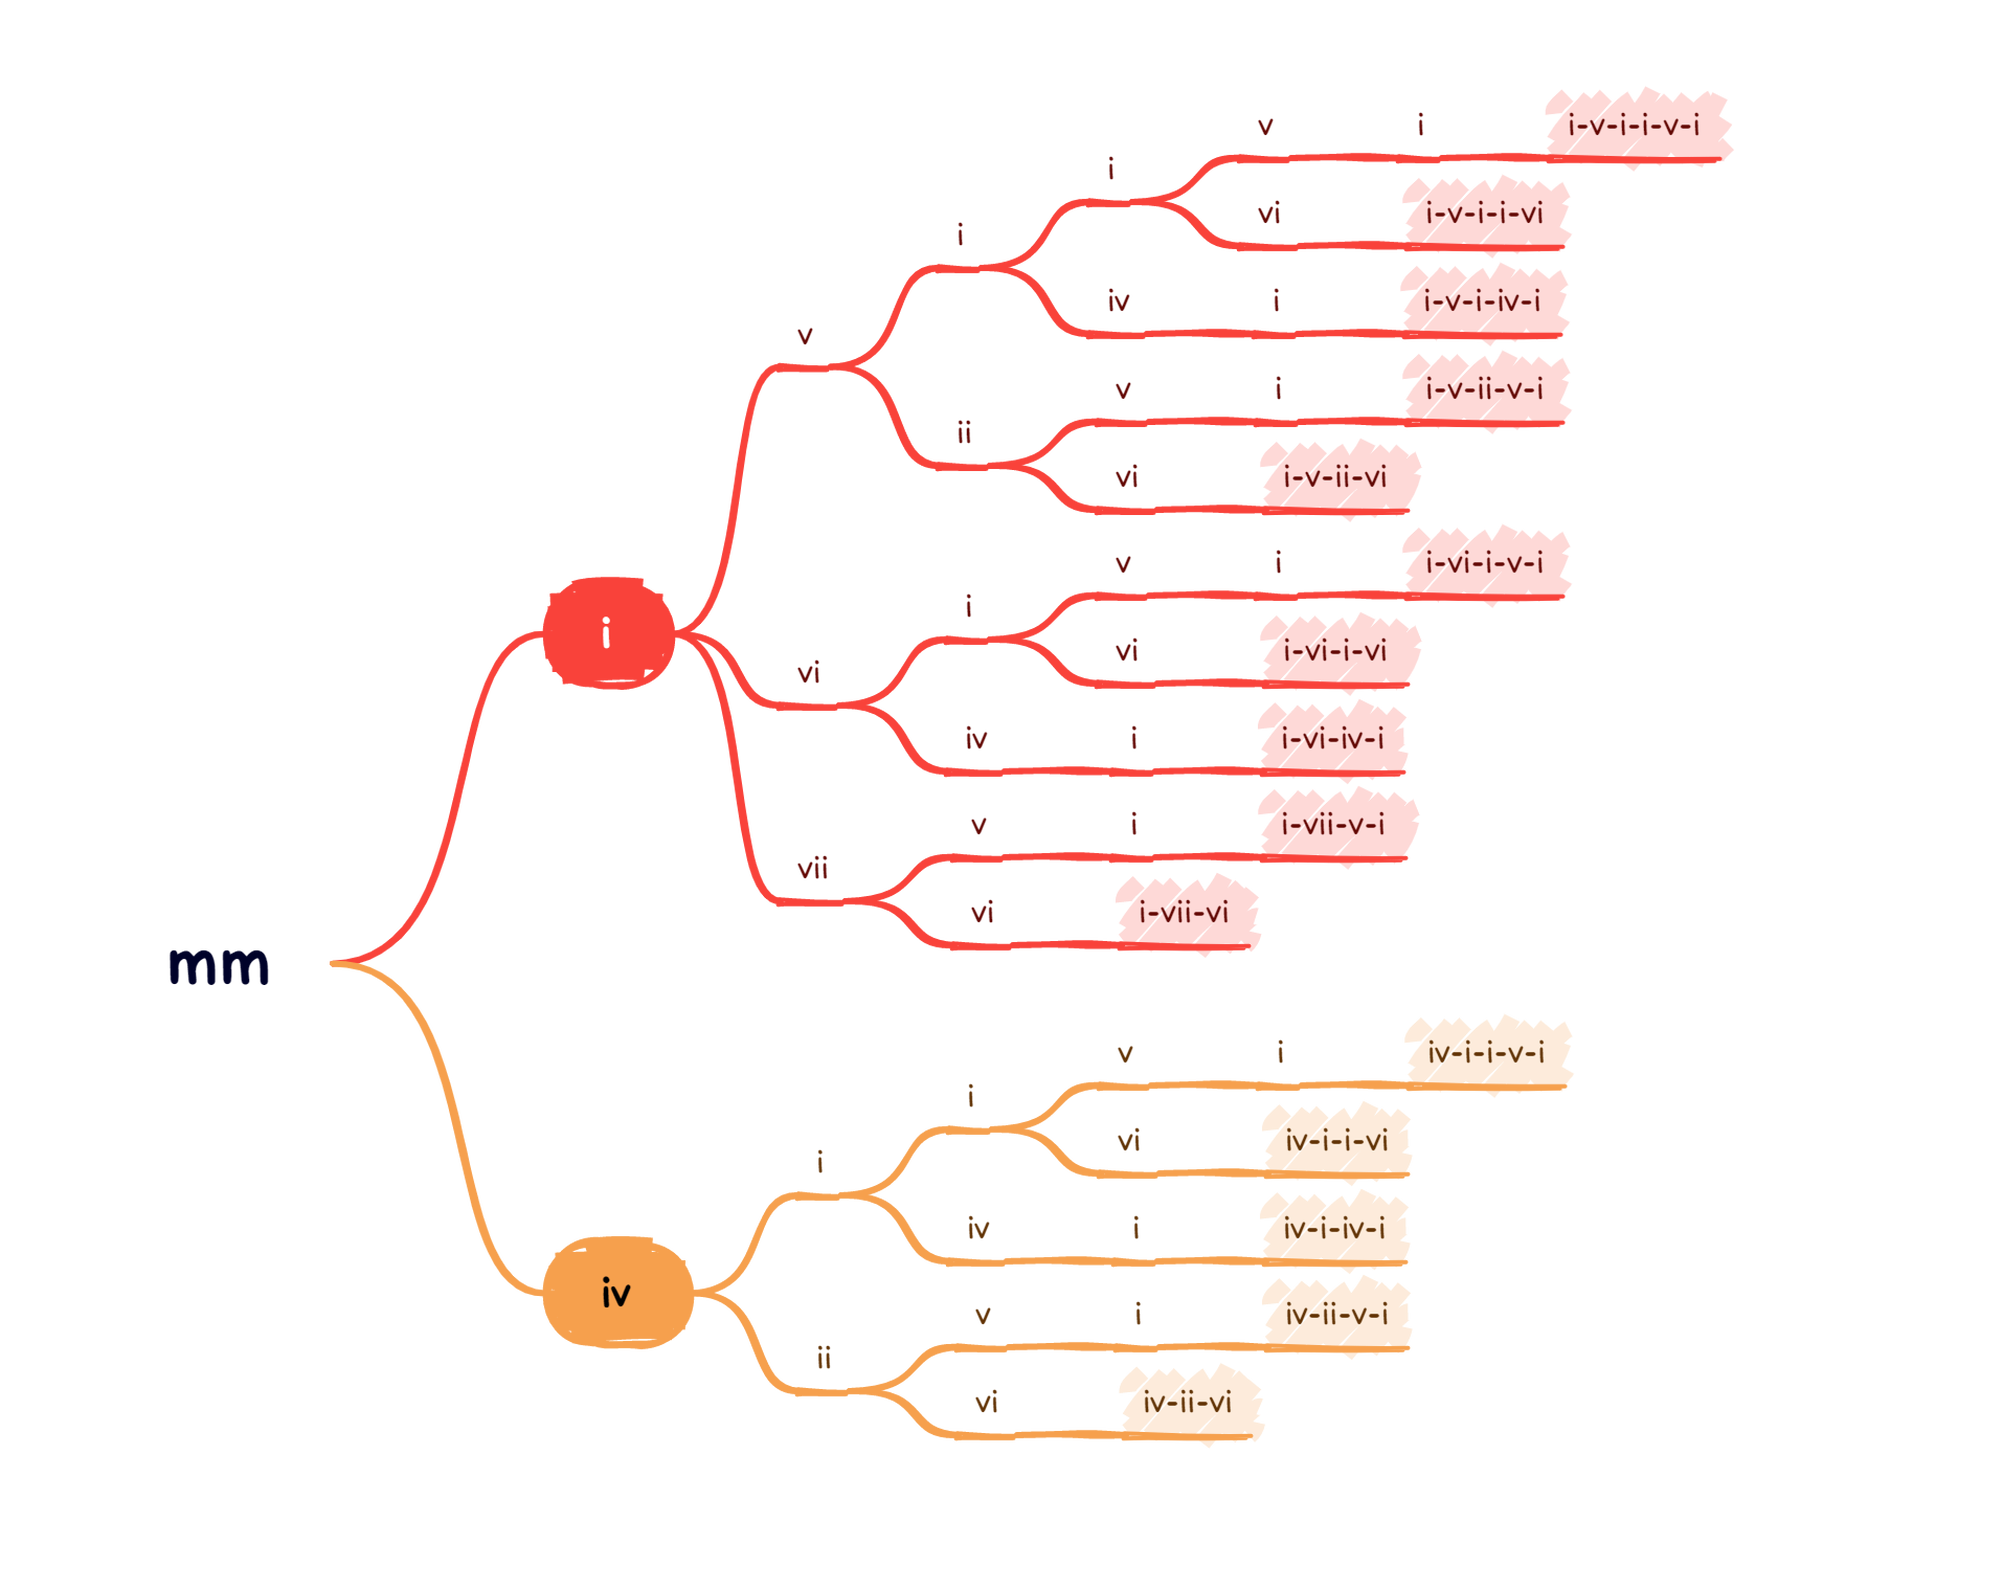 v i i-v-i-i-v-i
i
vi i-v-i-i-vi
i
iv i i-v-i-iv-i
v
v i i-v-ii-v-i
ii
vi i-v-ii-vi
v i i-vi-i-v-i
i
i
vi i-vi-i-vi
vi
iv i i-vi-iv-i
v i i-vii-v-i
vii
vi i-vii-vi
mm
v i iv-i-i-v-i
i
vi iv-i-i-vi
i
iv i iv-i-iv-i
iv
v i iv-ii-v-i
ii
vi iv-ii-vi